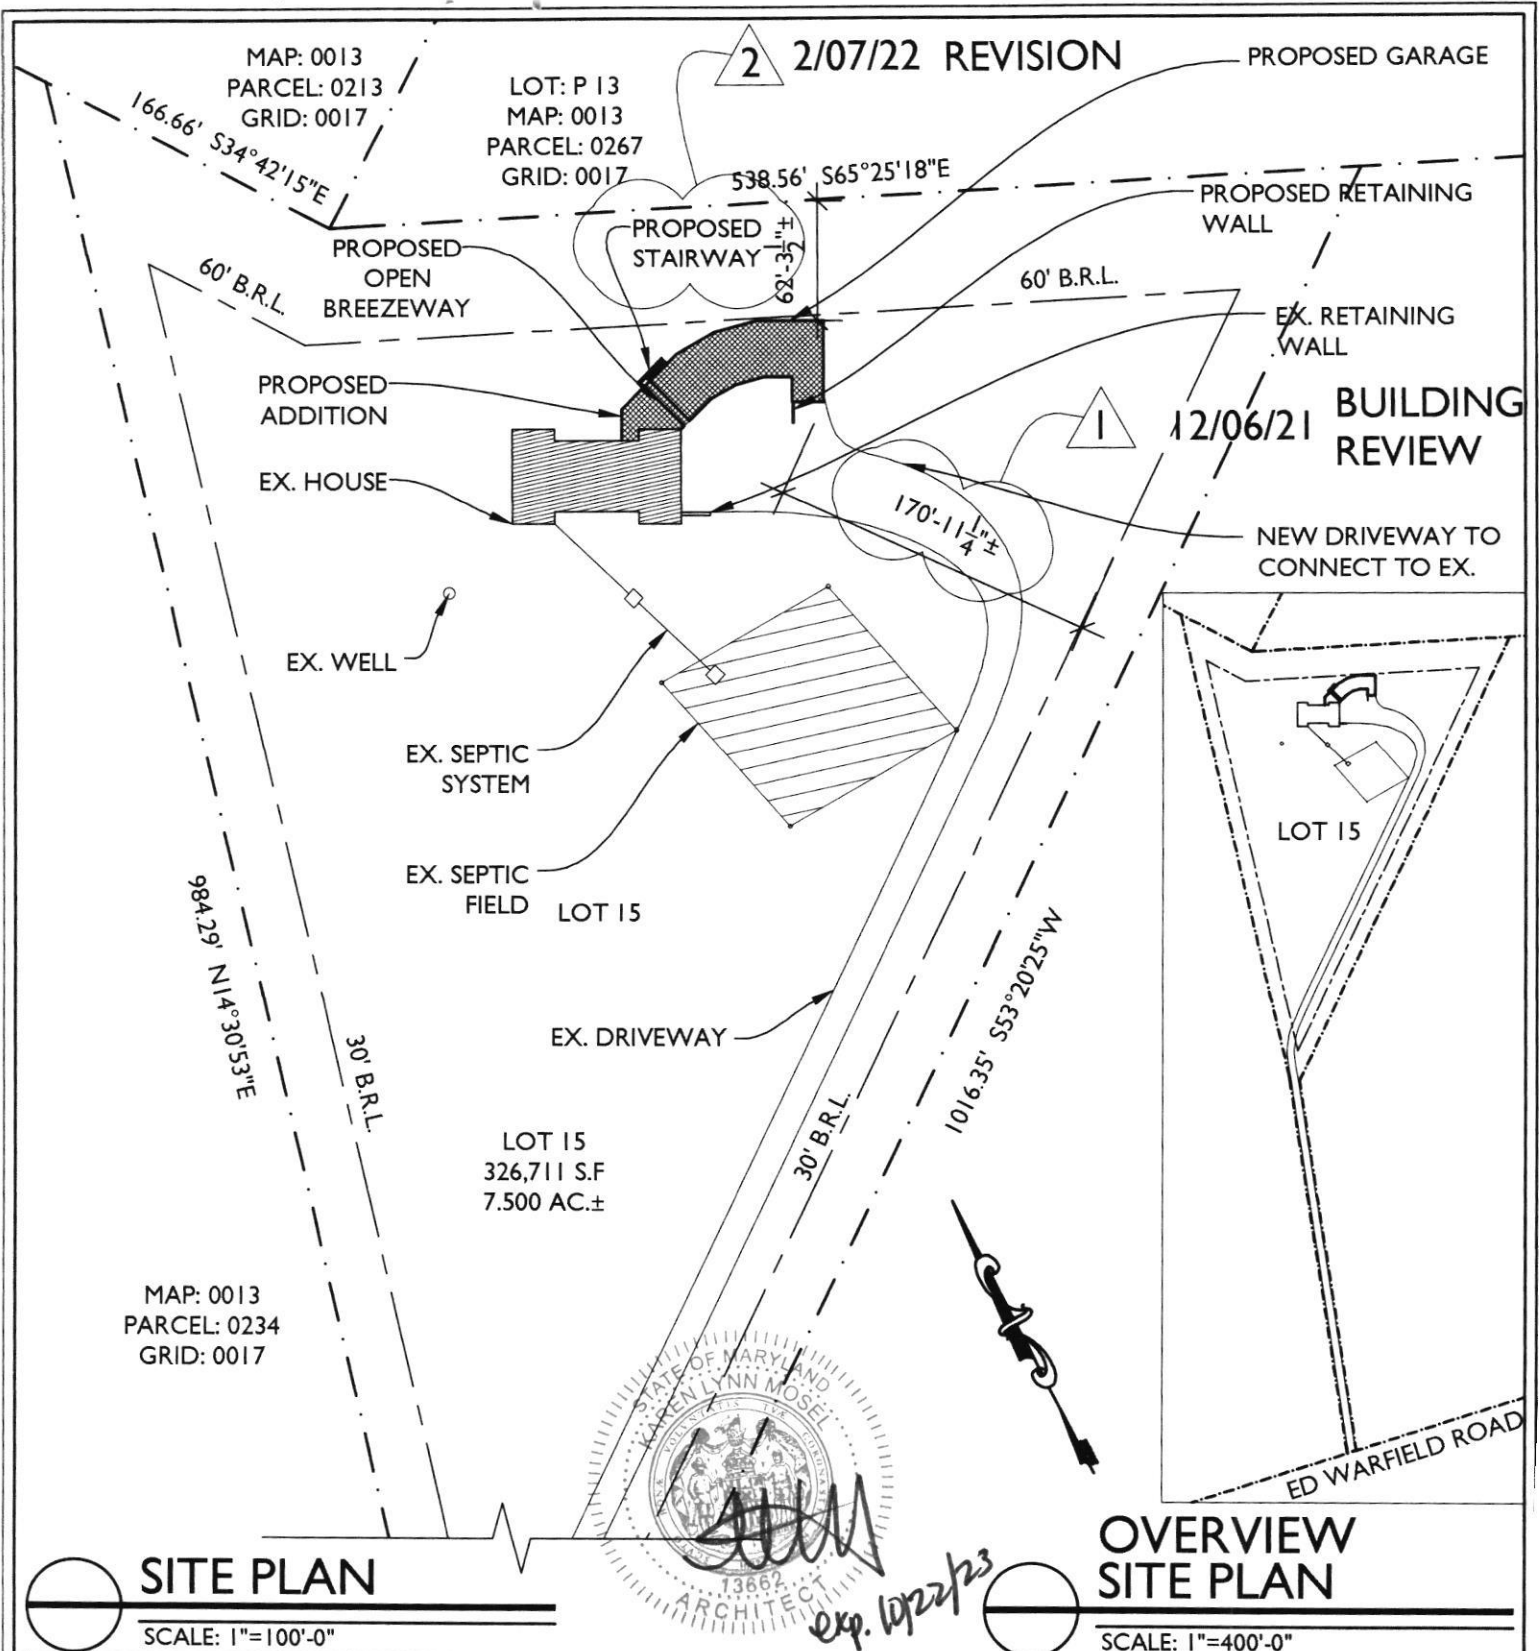 MAP: 0013
PARCEL: 0213
GRID: 0017
LOT: P 13
MAP: 0013
PARCEL: 0267
GRID: 0017
2
2/07/22 REVISION
PROPOSED GARAGE
166.66' S34°42'15"E
538.56' S65°25'18"E
PROPOSED RETAINING
WALL
PROPOSED
STAIRWAY
62'-3 1/2"±
PROPOSED
OPEN
BREEZEWAY
60' B.R.L.
60' B.R.L.
EX. RETAINING
WALL
PROPOSED
ADDITION
1
12/06/21
BUILDING
REVIEW
EX. HOUSE
170'-11 1/4"±
NEW DRIVEWAY TO
CONNECT TO EX.
EX. WELL
EX. SEPTIC
SYSTEM
LOT 15
EX. SEPTIC
FIELD
LOT 15
984.29' N14°30'53"E
1016.35' S53°20'25"W
EX. DRIVEWAY
30' B.R.L.
30' B.R.L.
LOT 15
326,711 S.F
7.500 AC.±
MAP: 0013
PARCEL: 0234
GRID: 0017
STATE OF MARYLAND
KAREN LYNN MOSEL
13662
ARCHITECT
exp. 10/22/23
ED WARFIELD ROAD
SITE PLAN
SCALE: 1"=100'-0"
OVERVIEW
SITE PLAN
SCALE: 1"=400'-0"